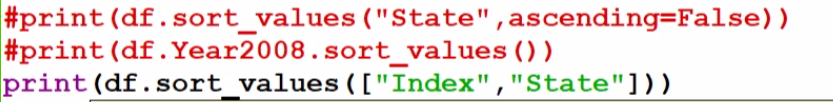 #print(df.sort_values("State",ascending=False))
#print(df.Year2008.sort_values())
print(df.sort_values(["Index","State"]))